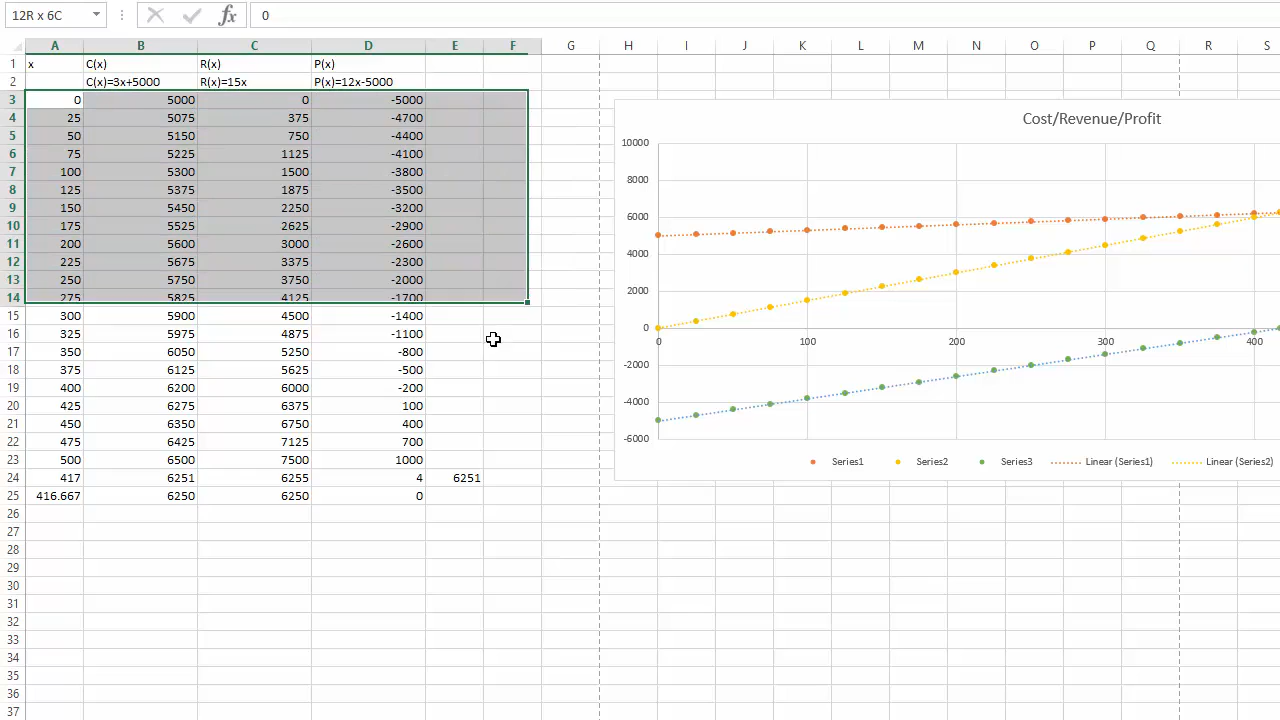 12R x 6C fx 0
A B C D E F G H I J K L M N O P Q R S
1 x C(x) R(x) P(x)
2 C(x)=3x+5000 R(x)=15x P(x)=12x-5000
3 0 5000 0 -5000
4 25 5075 375 -4700
5 50 5150 750 -4400
6 75 5225 1125 -4100
7 100 5300 1500 -3800
8 125 5375 1875 -3500
9 150 5450 2250 -3200
10 175 5525 2625 -2900
11 200 5600 3000 -2600
12 225 5675 3375 -2300
13 250 5750 3750 -2000
14 275 5825 4125 -1700
15 300 5900 4500 -1400
16 325 5975 4875 -1100
17 350 6050 5250 -800
18 375 6125 5625 -500
19 400 6200 6000 -200
20 425 6275 6375 100
21 450 6350 6750 400
22 475 6425 7125 700
23 500 6500 7500 1000
24 417 6251 6255 4 6251
25 416.667 6250 6250 0
26
27
28
29
30
31
32
33
34
35
36
37
Cost/Revenue/Profit
10000
8000
6000
4000
2000
0
-2000
-4000
-6000
0 100 200 300 400
Series1 Series2 Series3 Linear (Series1) Linear (Series2)